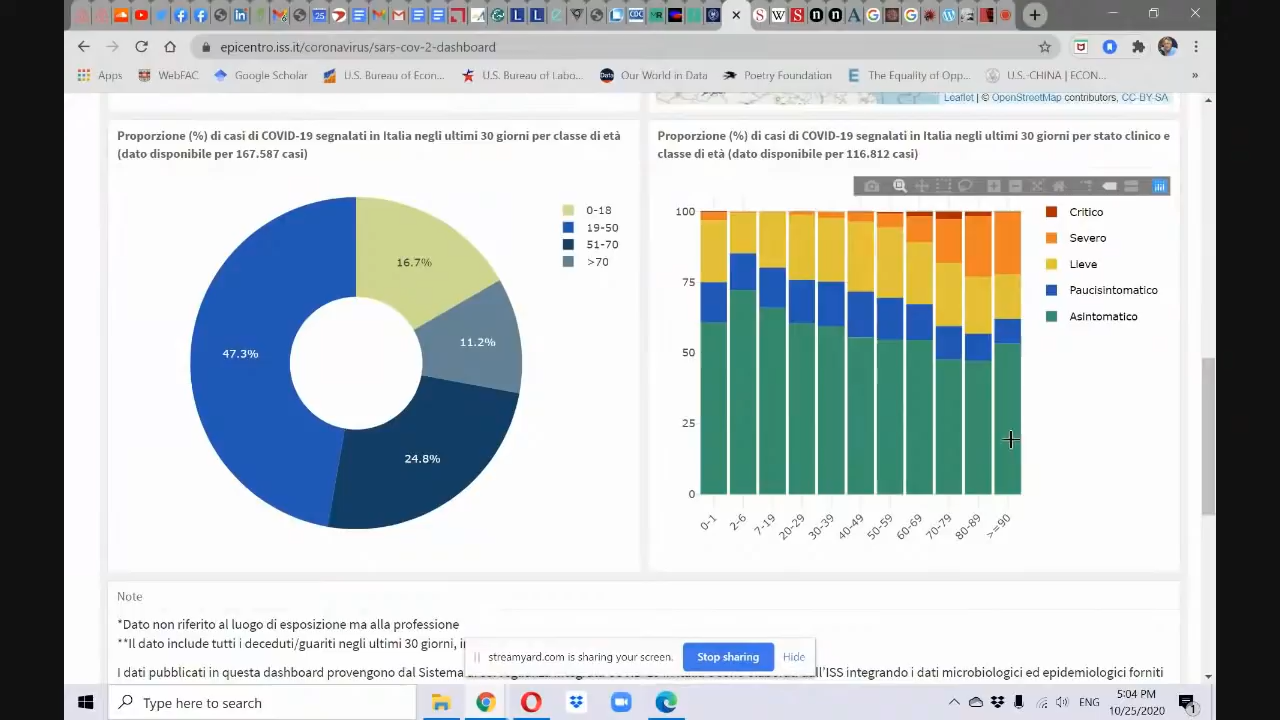 epicentro.iss.it/coronavirus/sars-cov-2-dashboard
Apps WebFAC Google Scholar U.S. Bureau of Econ... U.S. Bureau of Labo... Our World in Data Poetry Foundation The Equality of Opp... U.S.-CHINA | ECON... »
Leaflet | © OpenStreetMap contributors, CC-BY-SA
Proporzione (%) di casi di COVID-19 segnalati in Italia negli ultimi 30 giorni per classe di età
(dato disponibile per 167.587 casi)
16.7%
11.2%
24.8%
47.3%
0-18
19-50
51-70
>70
Proporzione (%) di casi di COVID-19 segnalati in Italia negli ultimi 30 giorni per stato clinico e
classe di età (dato disponibile per 116.812 casi)
100
75
50
25
0
0-1 2-6 7-19 20-29 30-39 40-49 50-59 60-69 70-79 80-89 >=90
Critico
Severo
Lieve
Paucisintomatico
Asintomatico
Note
*Dato non riferito al luogo di esposizione ma alla professione
**Il dato include tutti i deceduti/guariti negli ultimi 30 giorni,
streamyard.com is sharing your screen. Stop sharing Hide
I dati pubblicati in questa dashboard provengono dal Sistema dall'ISS integrando i dati microbiologici ed epidemiologici forniti
Type here to search
ENG
5:04 PM
10/25/2020
1